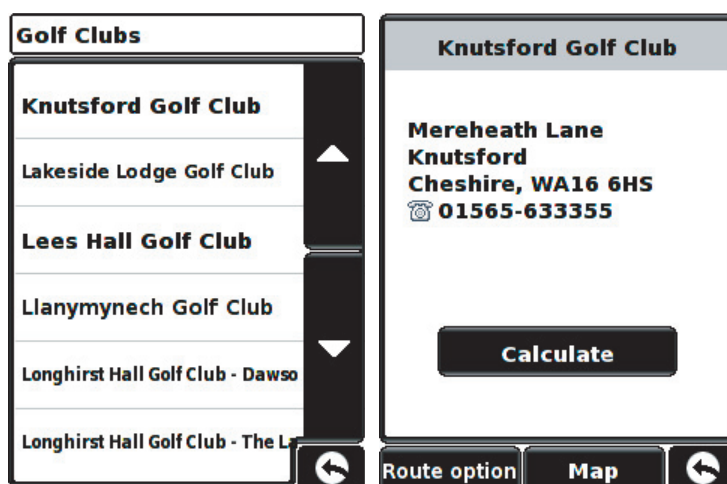 Golf Clubs
Knutsford Golf Club
Lakeside Lodge Golf Club
Lees Hall Golf Club
Llanymynech Golf Club
Longhirst Hall Golf Club - Dawso
Longhirst Hall Golf Club - The La
Knutsford Golf Club
Mereheath Lane
Knutsford
Cheshire, WA16 6HS
01565-633355
Calculate
Route option
Map